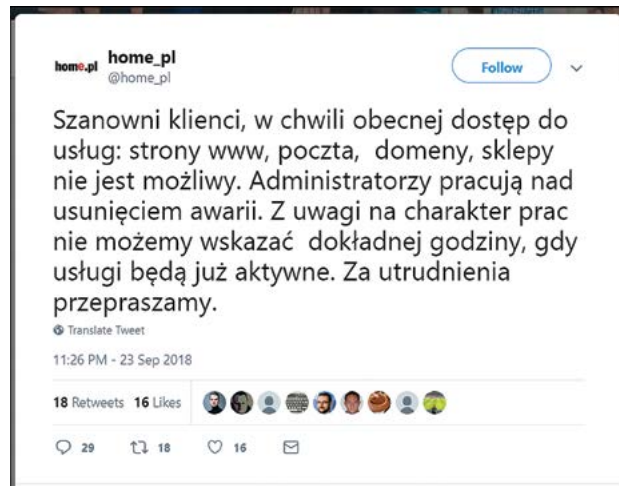 home.pl
home_pl
@home_pl
Follow
Szanowni klienci, w chwili obecnej dostęp do
usług: strony www, poczta, domeny, sklepy
nie jest możliwy. Administratorzy pracują nad
usunięciem awarii. Z uwagi na charakter prac
nie możemy wskazać dokładnej godziny, gdy
usługi będą już aktywne. Za utrudnienia
przepraszamy.
Translate Tweet
11:26 PM - 23 Sep 2018
18 Retweets 16 Likes
29 18 16